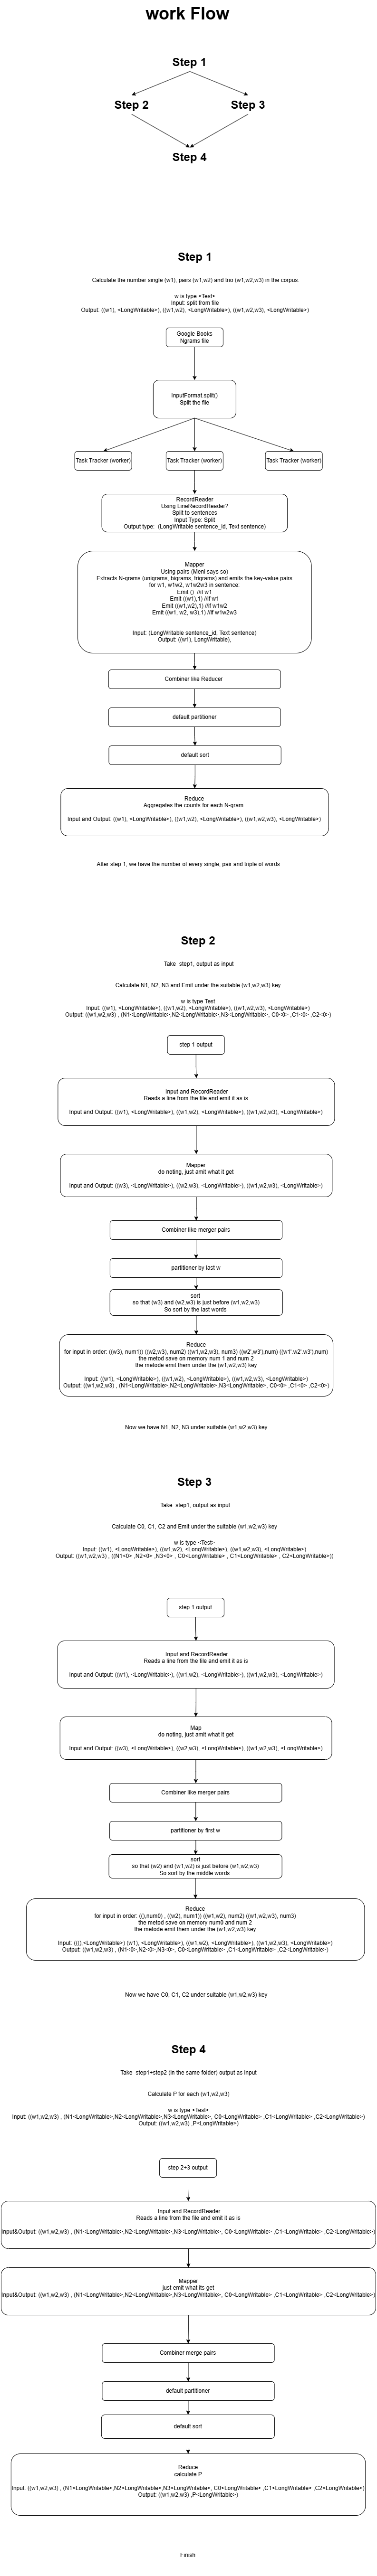 work Flow
Step 1
Step 2
Step 3
Step 4
Step 1
Calculate the number single (w1), pairs (w1,w2) and trio (w1,w2,w3) in the corpus.
w is type <Test>
Input: split from file
Output: ((w1), <LongWritable>), ((w1,w2), <LongWritable>), ((w1,w2,w3), <LongWritable>)
Google Books
Ngrams file
InputFormat.split()
Split the file
Task Tracker (worker)
Task Tracker (worker)
Task Tracker (worker)
RecordReader
Using LineRecordReader?
Split to sentences
Input Type: Split
Output type:  (LongWritable sentence_id, Text sentence)
Mapper
Using pairs (Meni says so)
Extracts N-grams (unigrams, bigrams, trigrams) and emits the key-value pairs
for w1, w1w2, w1w2w3 in sentence:
Emit ()  //if w1
Emit ((w1),1) //if w1
Emit ((w1,w2),1) //if w1w2
Emit ((w1, w2, w3),1) //if w1w2w3
Input: (LongWritable sentence_id, Text sentence)
Output: ((w1), LongWritable),
Combiner like Reducer
default partitioner
default sort
Reduce
Aggregates the counts for each N-gram.
Input and Output: ((w1), <LongWritable>), ((w1,w2), <LongWritable>), ((w1,w2,w3), <LongWritable>)
After step 1, we have the number of every single, pair and triple of words
Step 2
Take  step1, output as input
Calculate N1, N2, N3 and Emit under the suitable (w1,w2,w3) key
w is type Test
Input: ((w1), <LongWritable>), ((w1,w2), <LongWritable>), ((w1,w2,w3), <LongWritable>)
Output: ((w1,w2,w3) , (N1<LongWritable>,N2<LongWritable>,N3<LongWritable>, C0<0> ,C1<0> ,C2<0>)
step 1 output
Input and RecordReader
Reads a line from the file and emit it as is
Input and Output: ((w1), <LongWritable>), ((w1,w2), <LongWritable>), ((w1,w2,w3), <LongWritable>)
Mapper
do noting, just amit what it get
Input and Output: ((w3), <LongWritable>), ((w2,w3), <LongWritable>), ((w1,w2,w3), <LongWritable>)
Combiner like merger pairs
partitioner by last w
sort
so that (w3) and (w2,w3) is just before (w1,w2,w3)
So sort by the last words
Reduce
for input in order: ((w3), num1)) ((w2,w3), num2) ((w1,w2,w3), num3) ((w2',w3'),num) ((w1'.w2'.w3'),num)
the metod save on memory num 1 and num 2
the metode emit them under the (w1,w2,w3) key
Input: ((w1), <LongWritable>), ((w1,w2), <LongWritable>), ((w1,w2,w3), <LongWritable>)
Output: ((w1,w2,w3) , (N1<LongWritable>,N2<LongWritable>,N3<LongWritable>, C0<0> ,C1<0> ,C2<0>)
Now we have N1, N2, N3 under suitable (w1,w2,w3) key
Step 3
Take  step1, output as input
Calculate C0, C1, C2 and Emit under the suitable (w1,w2,w3) key
w is type <Test>
Input: ((w1), <LongWritable>), ((w1,w2), <LongWritable>), ((w1,w2,w3), <LongWritable>)
Output: ((w1,w2,w3) , ((N1<0> ,N2<0> ,N3<0> , C0<LongWritable> , C1<LongWritable> , C2<LongWritable>))
step 1 output
Input and RecordReader
Reads a line from the file and emit it as is
Input and Output: ((w1), <LongWritable>), ((w1,w2), <LongWritable>), ((w1,w2,w3), <LongWritable>)
Map
do noting, just amit what it get
Input and Output: ((w3), <LongWritable>), ((w2,w3), <LongWritable>), ((w1,w2,w3), <LongWritable>)
Combiner like merger pairs
partitioner by first w
sort
so that (w2) and (w1,w2) is just before (w1,w2,w3)
So sort by the middle words
Reduce
for input in order: ((),num0) , ((w2), num1)) ((w1,w2), num2) ((w1,w2,w3), num3)
the metod save on memory num0 and num 2
the metode emit them under the (w1,w2,w3) key
Input: ((()),<LongWritable>) (w1), <LongWritable>), ((w1,w2), <LongWritable>), ((w1,w2,w3), <LongWritable>)
Output: ((w1,w2,w3) , (N1<0>,N2<0>,N3<0>, C0<LongWritable> ,C1<LongWritable> ,C2<LongWritable>)
Now we have C0, C1, C2 under suitable (w1,w2,w3) key
Step 4
Take  step1+step2 (in the same folder) output as input
Calculate P for each (w1,w2,w3)
w is type <Test>
Input: ((w1,w2,w3) , (N1<LongWritable>,N2<LongWritable>,N3<LongWritable>, C0<LongWritable> ,C1<LongWritable> ,C2<LongWritable>)
Output: ((w1,w2,w3) ,P<LongWritable>)
step 2+3 output
Input and RecordReader
Reads a line from the file and emit it as is
Input&Output: ((w1,w2,w3) , (N1<LongWritable>,N2<LongWritable>,N3<LongWritable>, C0<LongWritable> ,C1<LongWritable> ,C2<LongWritable>)
Mapper
just emit what its get
Input&Output: ((w1,w2,w3) , (N1<LongWritable>,N2<LongWritable>,N3<LongWritable>, C0<LongWritable> ,C1<LongWritable> ,C2<LongWritable>)
Combiner merge pairs
default partitioner
default sort
Reduce
calculate P
Input: ((w1,w2,w3) , (N1<LongWritable>,N2<LongWritable>,N3<LongWritable>, C0<LongWritable> ,C1<LongWritable> ,C2<LongWritable>)
Output: ((w1,w2,w3) ,P<LongWritable>)
Finish